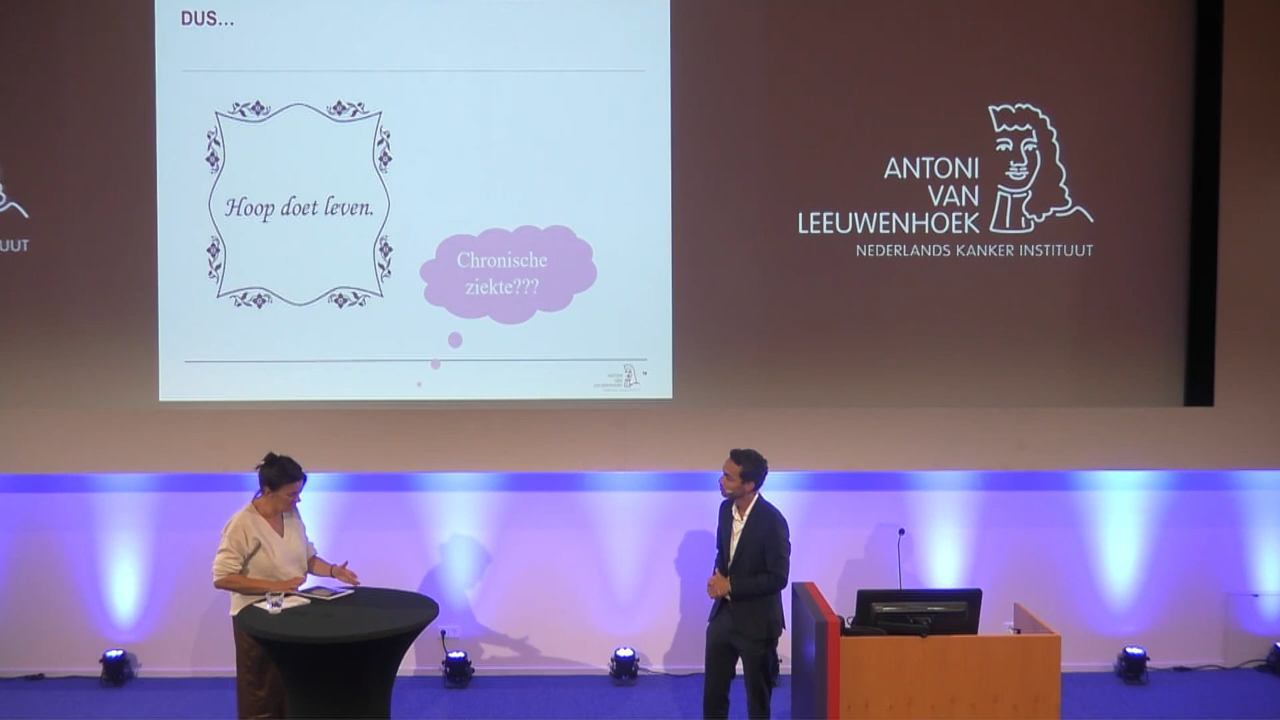 DUS...
Hoop doet leven.
Chronische
ziekte???
ANTONI
VAN
LEEUWENHOEK
NEDERLANDS KANKER INSTITUUT
UUT